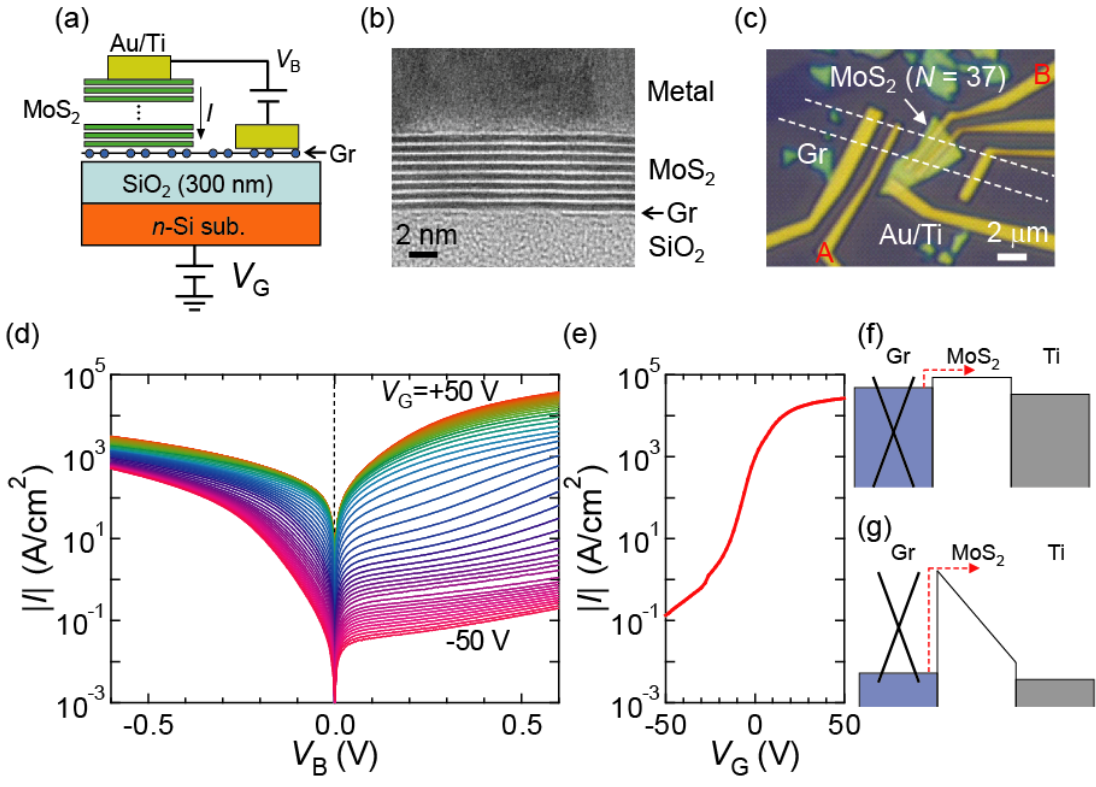 (a)
Au/Ti
V_B
MoS₂
I
Gr
SiO₂ (300 nm)
n-Si sub.
V_G
(b)
Metal
MoS₂
Gr
SiO₂
2 nm
(c)
MoS₂ (N = 37)
B
Gr
Au/Ti
A
2 μm
(d)
|I| (A/cm²)
10⁵
10³
10¹
10⁻¹
10⁻³
V_G=+50 V
-50 V
-0.5
0.0
0.5
V_B (V)
(e)
|I| (A/cm²)
10⁵
10³
10¹
10⁻¹
10⁻³
-50
0
50
V_G (V)
(f)
Gr
MoS₂
Ti
(g)
Gr
MoS₂
Ti